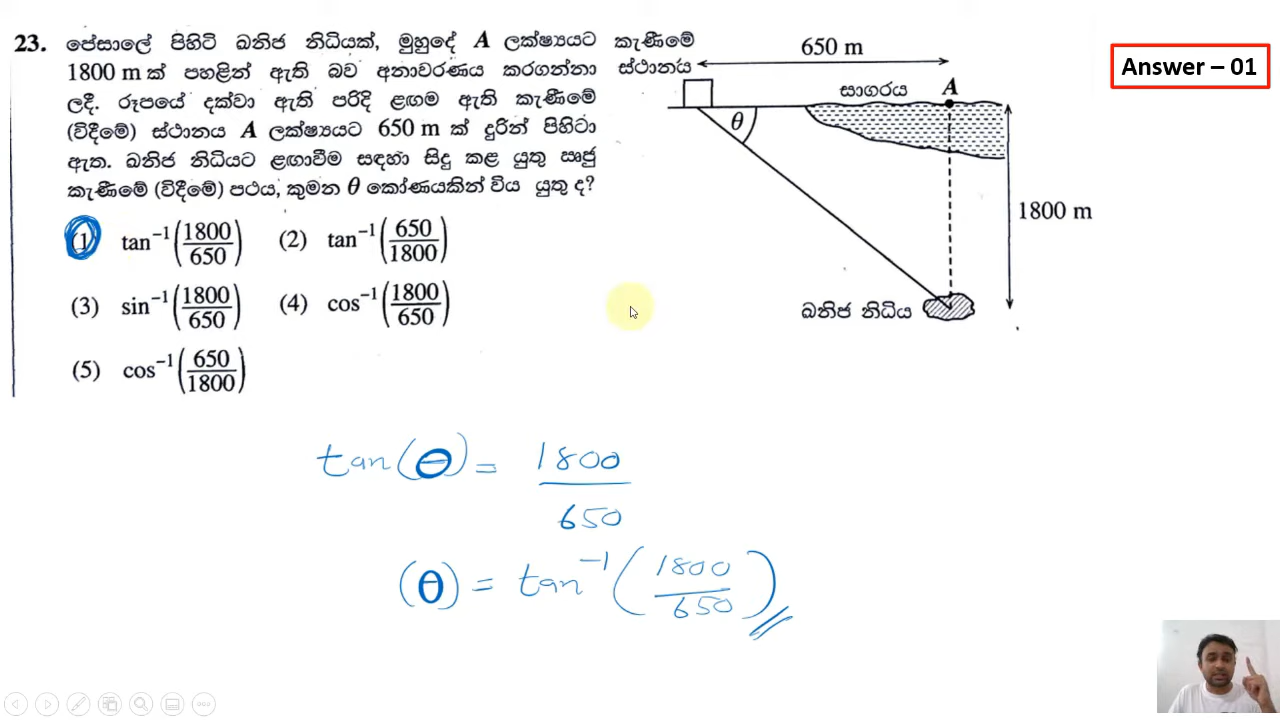 23. පේසාලේ පිහිටි ඛනිජ නිධියක්, මුහුදේ A ලක්ෂ්‍යයට
1800 m ක් පහළින් ඇති බව අනාවරණය කරගන්නා
ලදී. රූපයේ දක්වා ඇති පරිදි ළඟම ඇති කැණීමේ
(විදීමේ) ස්ථානය A ලක්ෂ්‍යයට 650 m ක් දුරින් පිහිටා
ඇත. ඛනිජ නිධියට ළඟාවීම සඳහා සිදු කළ යුතු ඍජු
කැණීමේ (විදීමේ) පථය, කුමන θ කෝණයකින් විය යුතු ද?
(1) tan⁻¹(1800/650) (2) tan⁻¹(650/1800)
(3) sin⁻¹(1800/650) (4) cos⁻¹(1800/650)
(5) cos⁻¹(650/1800)
කැණීමේ
ස්ථානය
650 m
සාගරය A
θ
1800 m
ඛනිජ නිධිය
Answer – 01
tan(θ) = 1800/650
(θ) = tan⁻¹(1800/650)